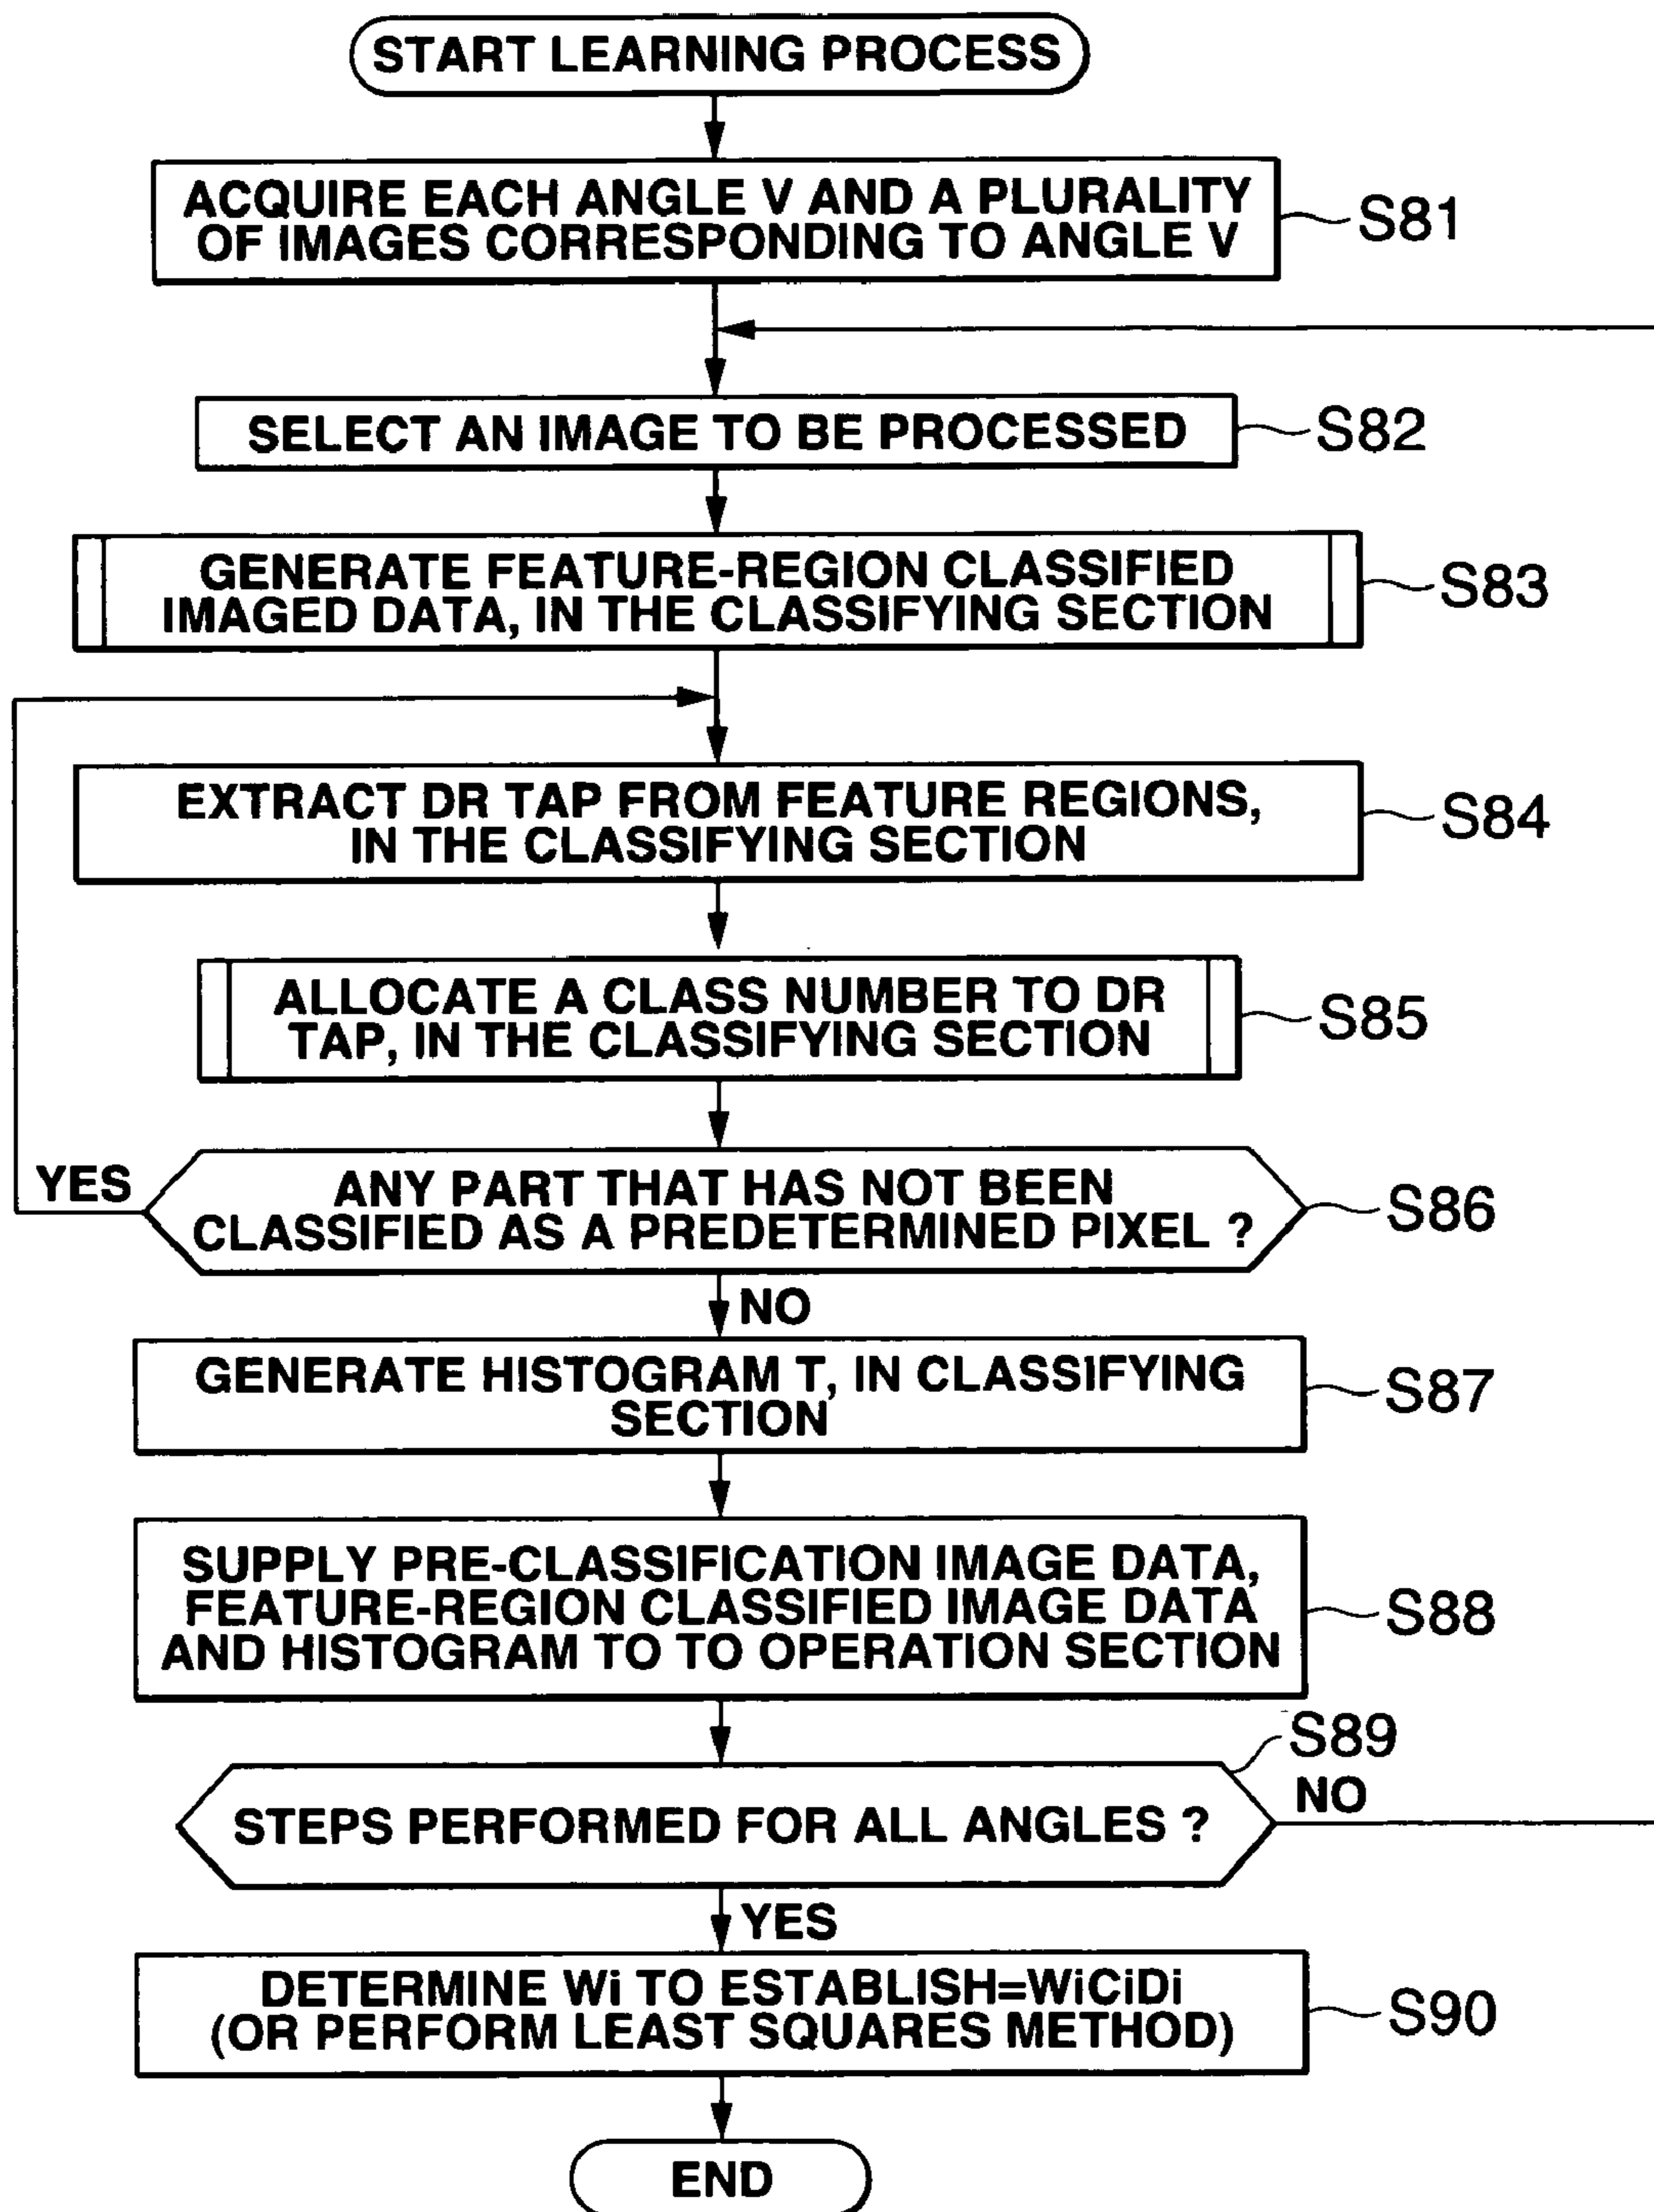 START LEARNING PROCESS
ACQUIRE EACH ANGLE V AND A PLURALITY
OF IMAGES CORRESPONDING TO ANGLE V
S81
SELECT AN IMAGE TO BE PROCESSED
S82
GENERATE FEATURE-REGION CLASSIFIED
IMAGED DATA, IN THE CLASSIFYING SECTION
S83
EXTRACT DR TAP FROM FEATURE REGIONS,
IN THE CLASSIFYING SECTION
S84
ALLOCATE A CLASS NUMBER TO DR
TAP, IN THE CLASSIFYING SECTION
S85
YES
ANY PART THAT HAS NOT BEEN
CLASSIFIED AS A PREDETERMINED PIXEL ?
S86
NO
GENERATE HISTOGRAM T, IN CLASSIFYING
SECTION
S87
SUPPLY PRE-CLASSIFICATION IMAGE DATA,
FEATURE-REGION CLASSIFIED IMAGE DATA
AND HISTOGRAM TO TO OPERATION SECTION
S88
S89
STEPS PERFORMED FOR ALL ANGLES ?
NO
YES
DETERMINE Wi TO ESTABLISH=WiCiDi
(OR PERFORM LEAST SQUARES METHOD)
S90
END